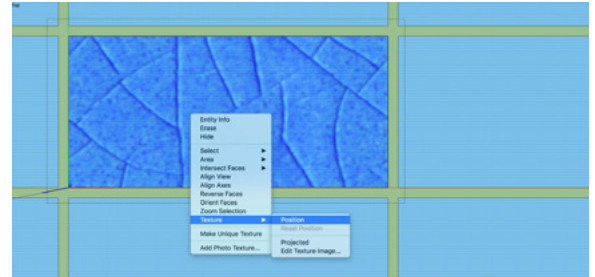 Entity Info
Erase
Hide
Select
Area
Intersect Faces
Align View
Align Axes
Reverse Faces
Orient Faces
Zoom Selection
Texture
Position
Reset Position
Make Unique Texture
Projected
Add Photo Texture...
Edit Texture Image...